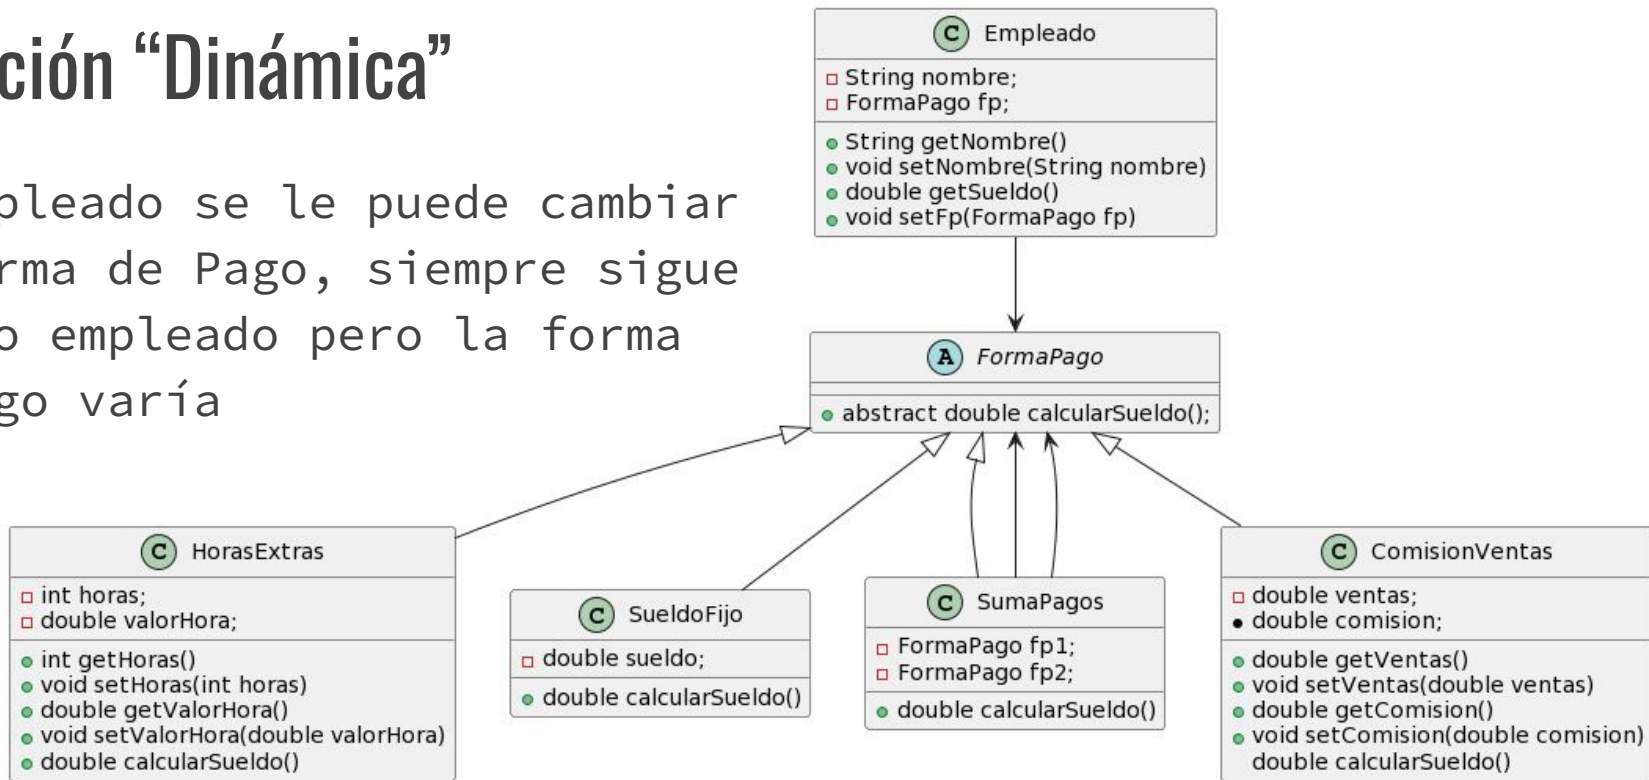 ción “Dinámica”
pleado se le puede cambiar
rma de Pago, siempre sigue
o empleado pero la forma
go varía
C Empleado
String nombre;
FormaPago fp;
String getNombre()
void setNombre(String nombre)
double getSueldo()
void setFp(FormaPago fp)
A FormaPago
abstract double calcularSueldo();
C HorasExtras
int horas;
double valorHora;
int getHoras()
void setHoras(int horas)
double getValorHora()
void setValorHora(double valorHora)
double calcularSueldo()
C SueldoFijo
double sueldo;
double calcularSueldo()
C SumaPagos
FormaPago fp1;
FormaPago fp2;
double calcularSueldo()
C ComisionVentas
double ventas;
double comision;
double getVentas()
void setVentas(double ventas)
double getComision()
void setComision(double comision)
double calcularSueldo()